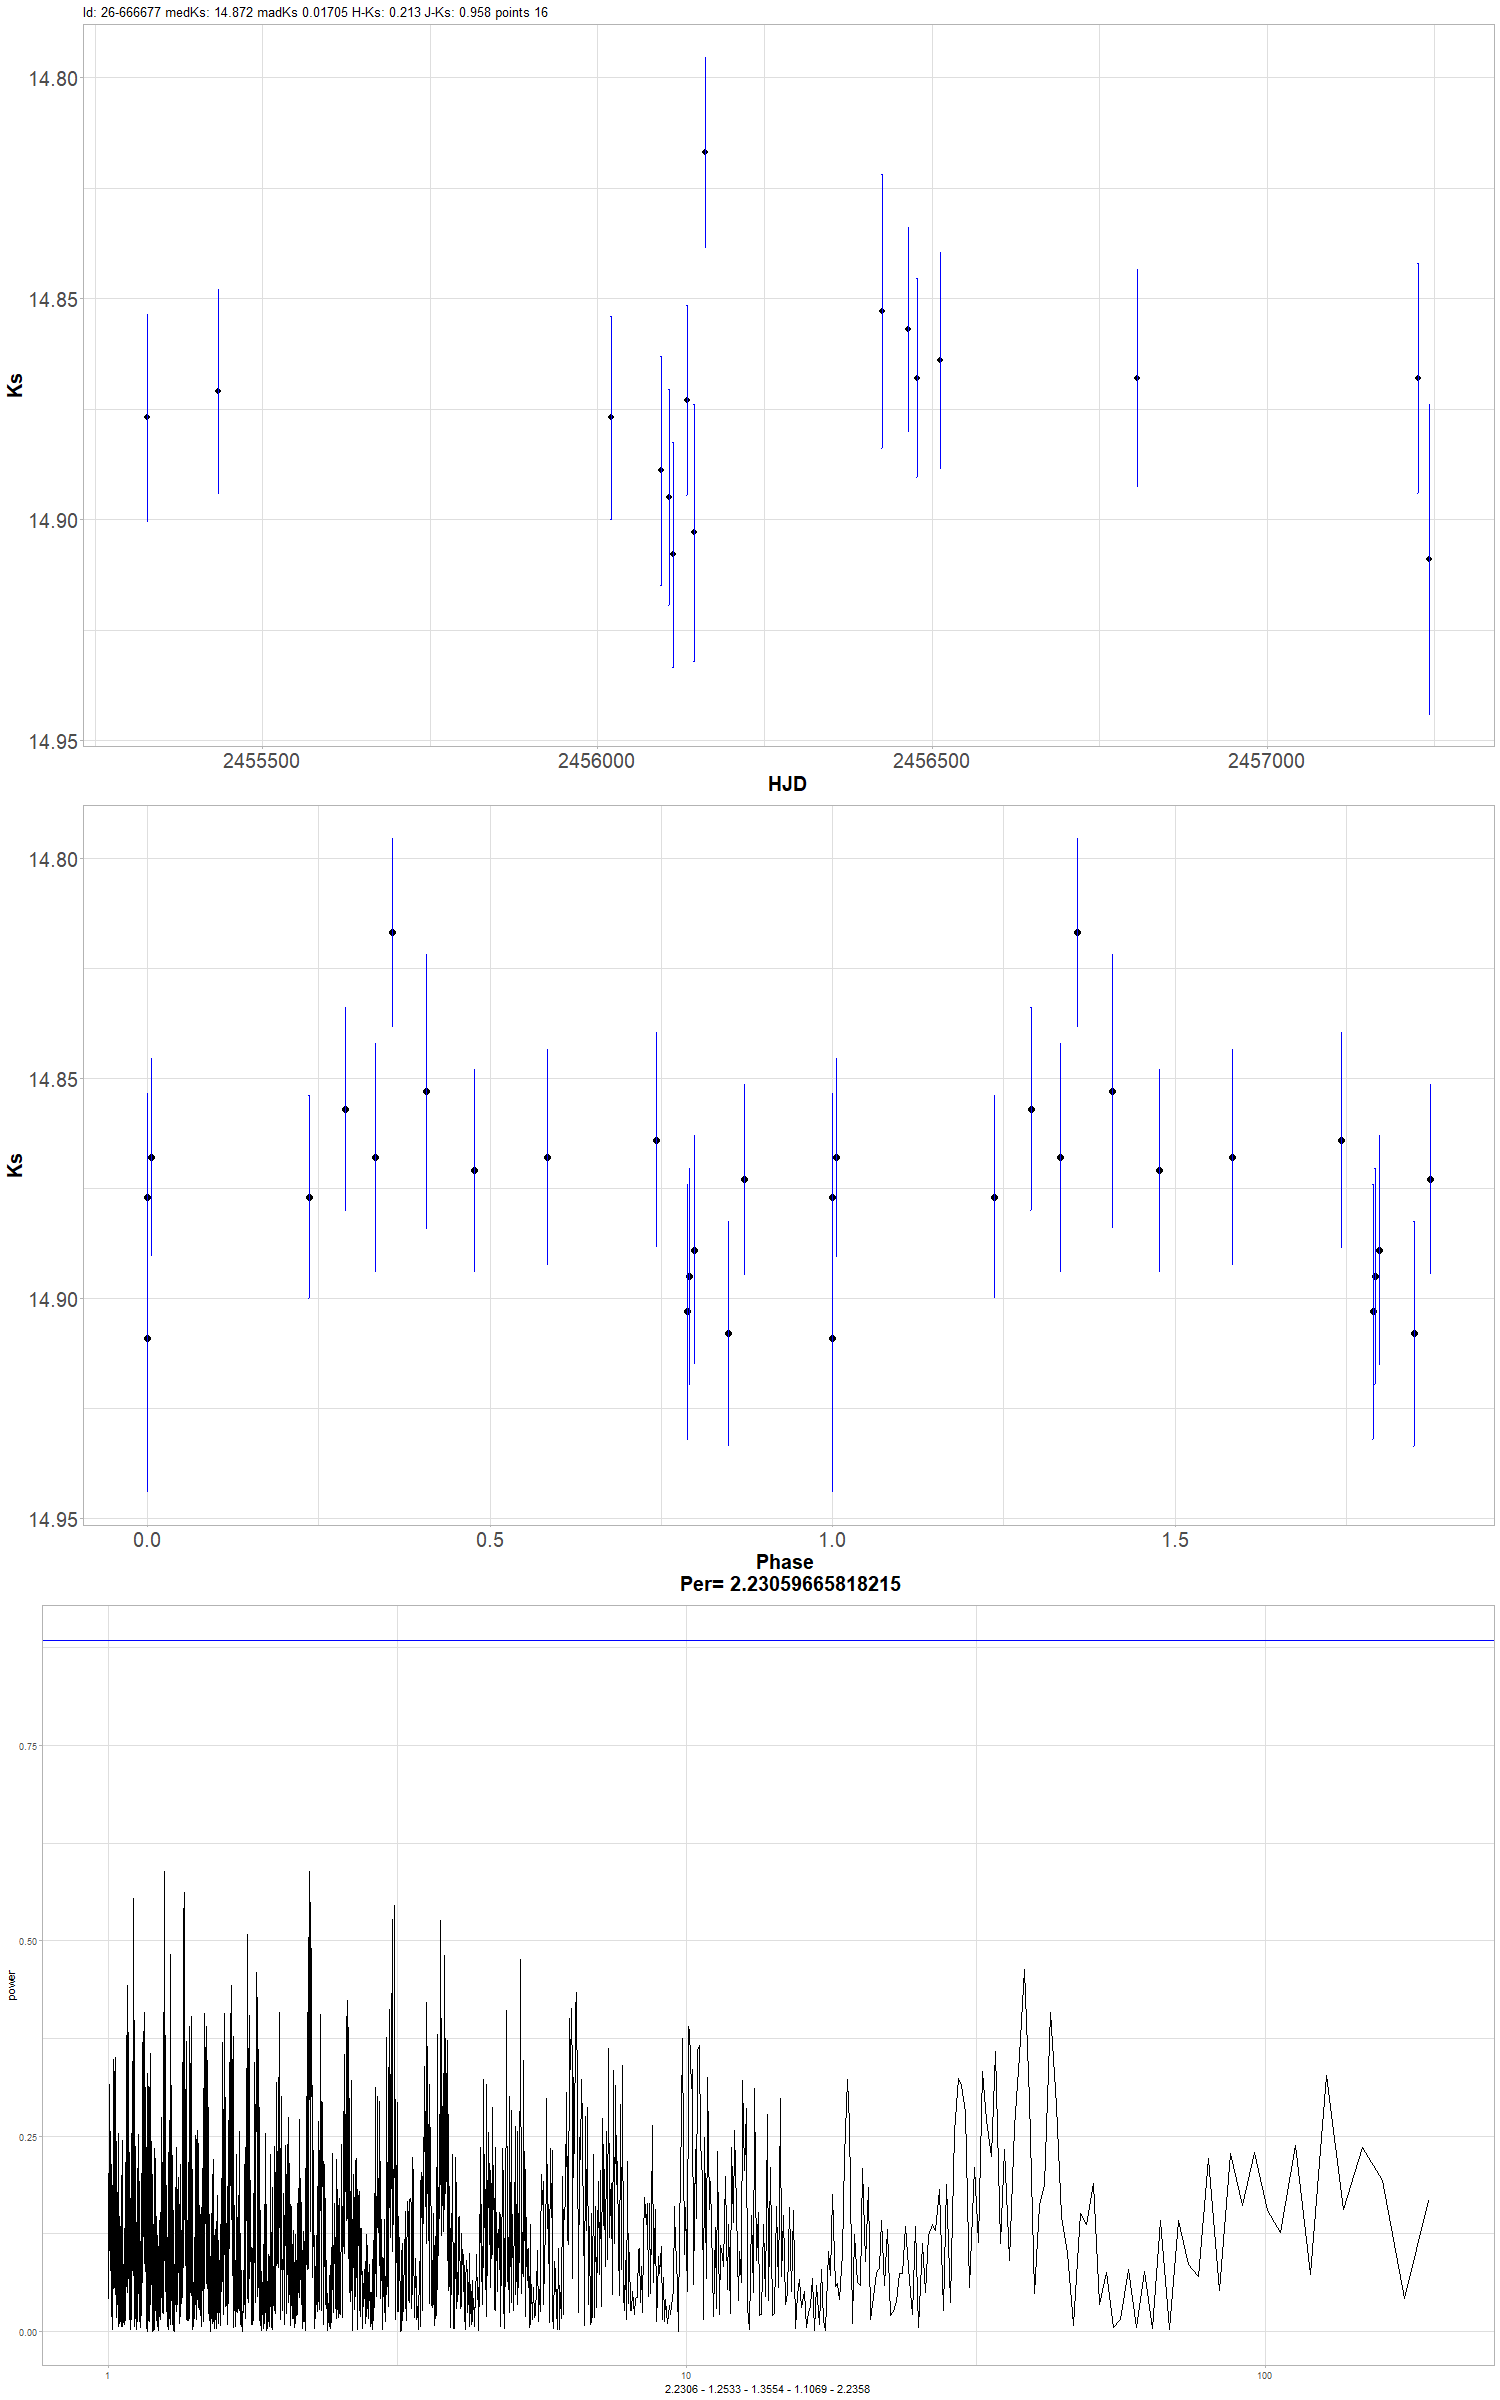 Id: 26-666677 medKs: 14.872 madKs 0.01705 H-Ks: 0.213 J-Ks: 0.958 points 16
14.80
14.85
14.90
14.95
Ks
2455500 2456000 2456500 2457000
HJD
14.80
14.85
14.90
14.95
Ks
0.0 0.5 1.0 1.5
Phase
Per= 2.23059665818215
0.75
0.50
0.25
0.00
power
1 10 100
2.2306 - 1.2533 - 1.3554 - 1.1069 - 2.2358